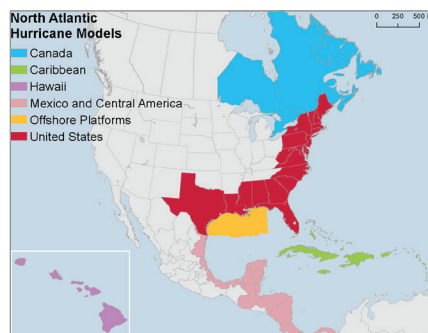 North Atlantic
Hurricane Models
Canada
Caribbean
Hawaii
Mexico and Central America
Offshore Platforms
United States
0 250 500